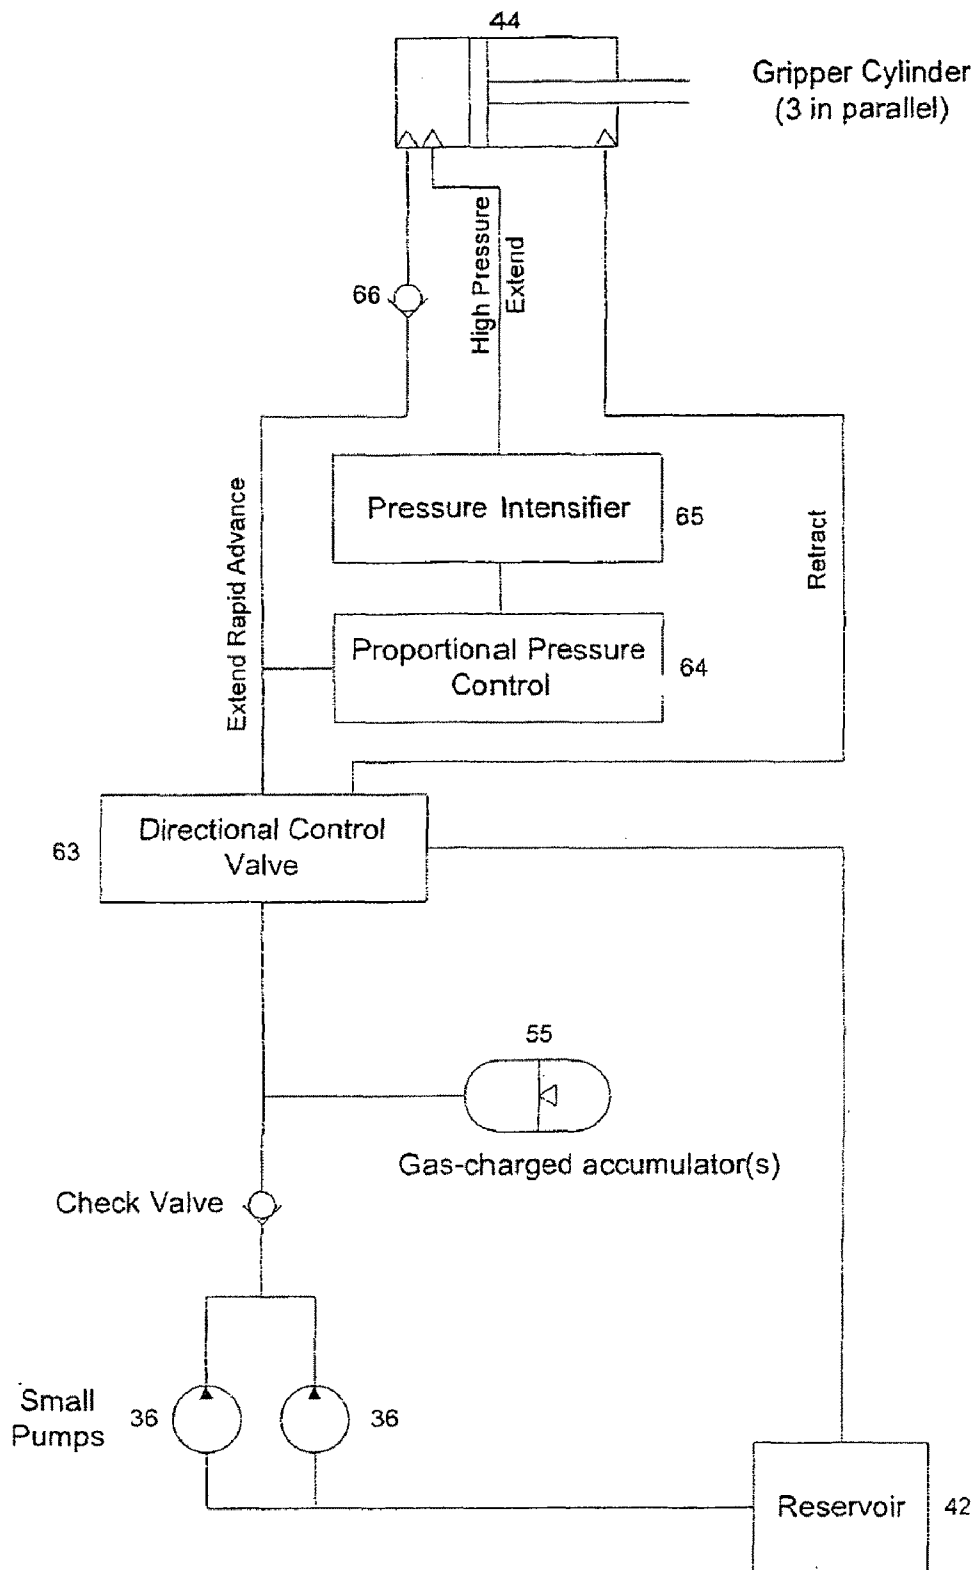 44
Gripper Cylinder
(3 in parallel)
66
High Pressure
Extend
Extend Rapid Advance
Pressure Intensifier
65
Retract
Proportional Pressure
Control
64
Directional Control
Valve
63
55
Gas-charged accumulator(s)
Check Valve
Small
Pumps
36
36
Reservoir
42